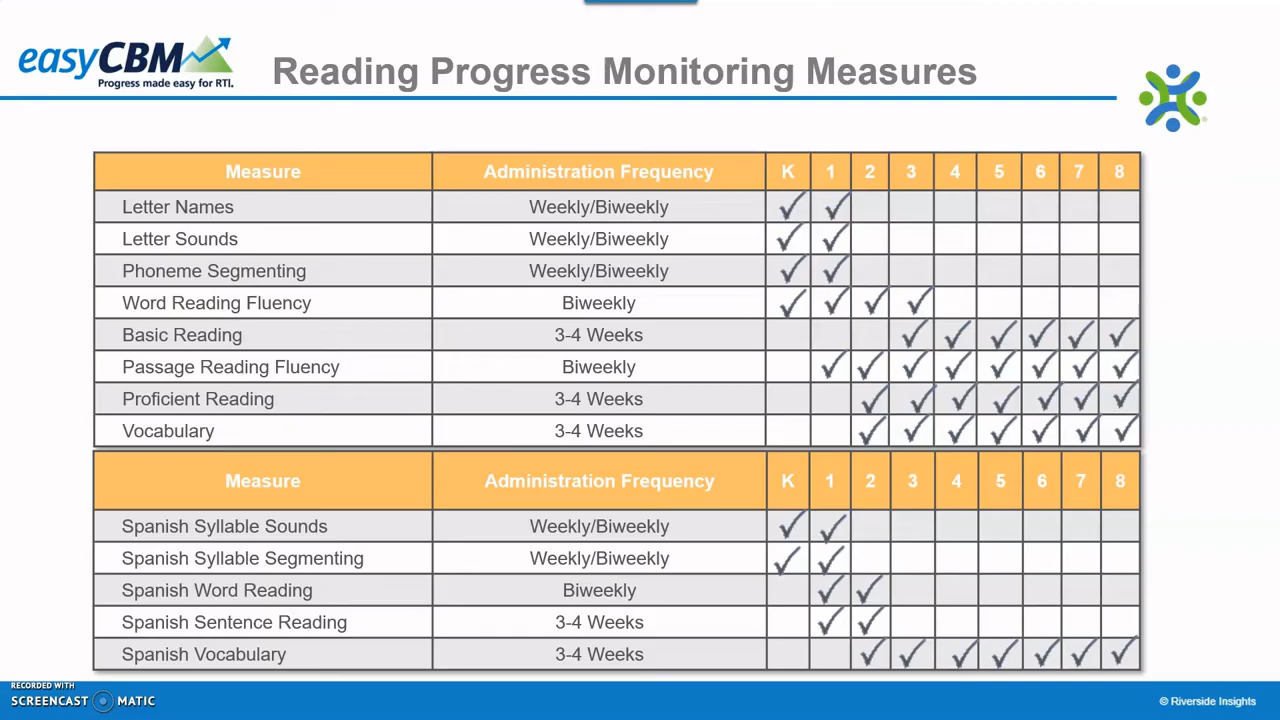 easyCBM
Progress made easy for RTI.
Reading Progress Monitoring Measures
Measure Administration Frequency K 1 2 3 4 5 6 7 8
Letter Names Weekly/Biweekly ✓ ✓
Letter Sounds Weekly/Biweekly ✓ ✓
Phoneme Segmenting Weekly/Biweekly ✓ ✓
Word Reading Fluency Biweekly ✓ ✓ ✓ ✓
Basic Reading 3-4 Weeks ✓ ✓ ✓ ✓ ✓ ✓
Passage Reading Fluency Biweekly ✓ ✓ ✓ ✓ ✓ ✓ ✓ ✓
Proficient Reading 3-4 Weeks ✓ ✓ ✓ ✓ ✓ ✓ ✓
Vocabulary 3-4 Weeks ✓ ✓ ✓ ✓ ✓ ✓ ✓
Measure Administration Frequency K 1 2 3 4 5 6 7 8
Spanish Syllable Sounds Weekly/Biweekly ✓ ✓
Spanish Syllable Segmenting Weekly/Biweekly ✓ ✓
Spanish Word Reading Biweekly ✓ ✓
Spanish Sentence Reading 3-4 Weeks ✓ ✓
Spanish Vocabulary 3-4 Weeks ✓ ✓ ✓ ✓ ✓ ✓ ✓
RECORDED WITH
SCREENCAST MATIC
© Riverside Insights